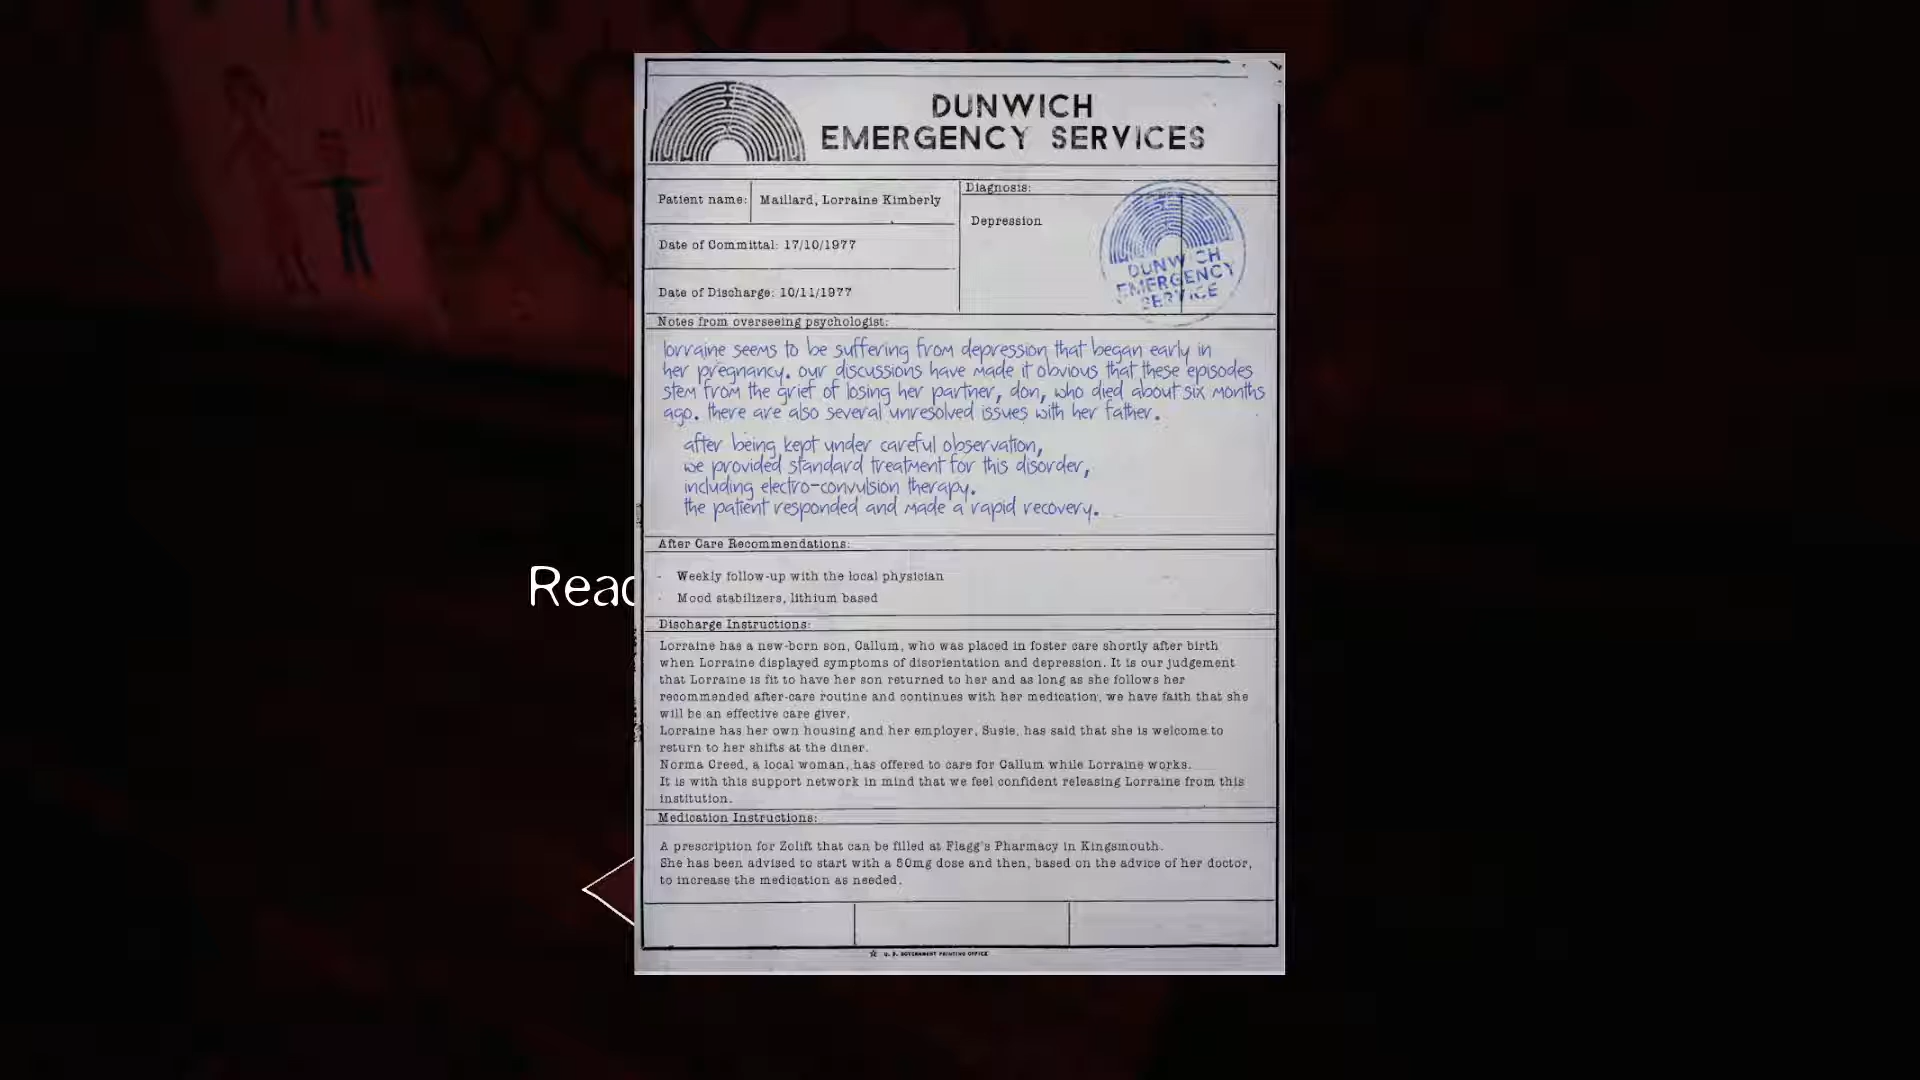 DUNWICH
EMERGENCY SERVICES
Patient name: Maillard, Lorraine Kimberly
Diagnosis:
Depression
Date of Committal: 17/10/1977
Date of Discharge: 10/11/1977
DUNWICH
EMERGENCY
SERVICE
Notes from overseeing psychologist:
lorraine seems to be suffering from depression that began early in
her pregnancy. our discussions have made it obvious that these episodes
stem from the grief of losing her partner, don, who died about six months
ago. there are also several unresolved issues with her father.
after being kept under careful observation,
we provided standard treatment for this disorder,
including electro-convulsion therapy.
the patient responded and made a rapid recovery.
After Care Recommendations:
- Weekly follow-up with the local physician
- Mood stabilizers, lithium based
Read
Discharge Instructions:
Lorraine has a new-born son, Callum, who was placed in foster care shortly after birth
when Lorraine displayed symptoms of disorientation and depression. It is our judgement
that Lorraine is fit to have her son returned to her and as long as she follows her
recommended after-care routine and continues with her medication, we have faith that she
will be an effective care giver.
Lorraine has her own housing and her employer, Susie, has said that she is welcome to
return to her shifts at the diner.
Norma Creed, a local woman, has offered to care for Callum while Lorraine works.
It is with this support network in mind that we feel confident releasing Lorraine from this
institution.
Medication Instructions:
A prescription for Zolift that can be filled at Flagg's Pharmacy in Kingsmouth.
She has been advised to start with a 50mg dose and then, based on the advice of her doctor,
to increase the medication as needed.
U. S. GOVERNMENT PRINTING OFFICE